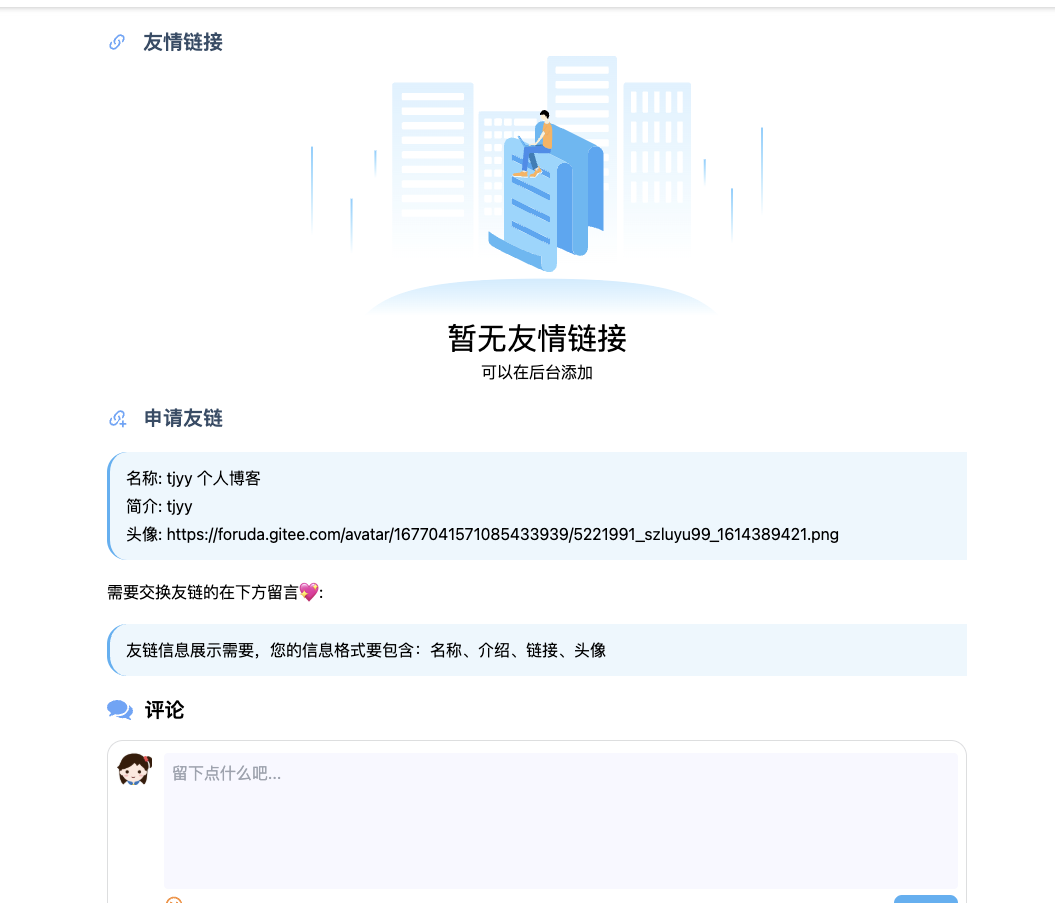 友情链接
暂无友情链接
可以在后台添加
申请友链
名称: tjyy 个人博客
简介: tjyy
头像: https://foruda.gitee.com/avatar/1677041571085433939/5221991_szluyu99_1614389421.png
需要交换友链的在下方留言💖:
友链信息展示需要，您的信息格式要包含：名称、介绍、链接、头像
评论
留下点什么吧...